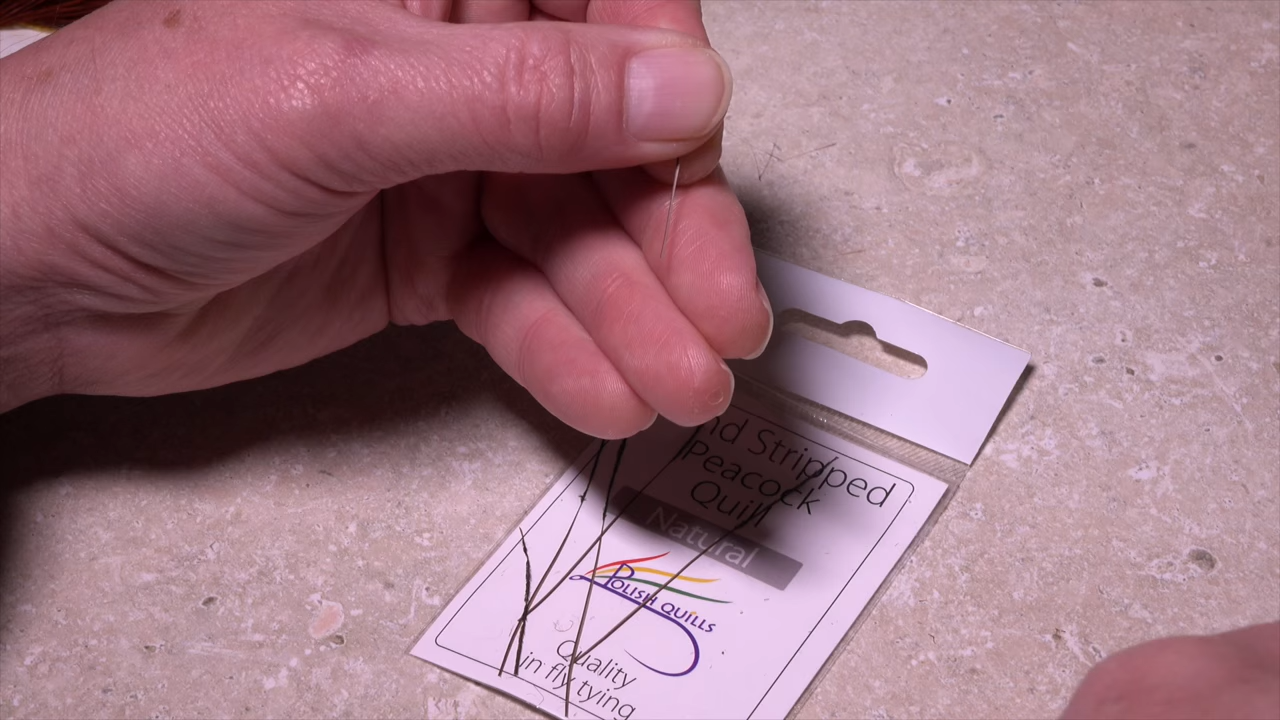 nd Stripped
Peacock
Quill
Natural
POLISH QUILLS
Quality
in fly tying